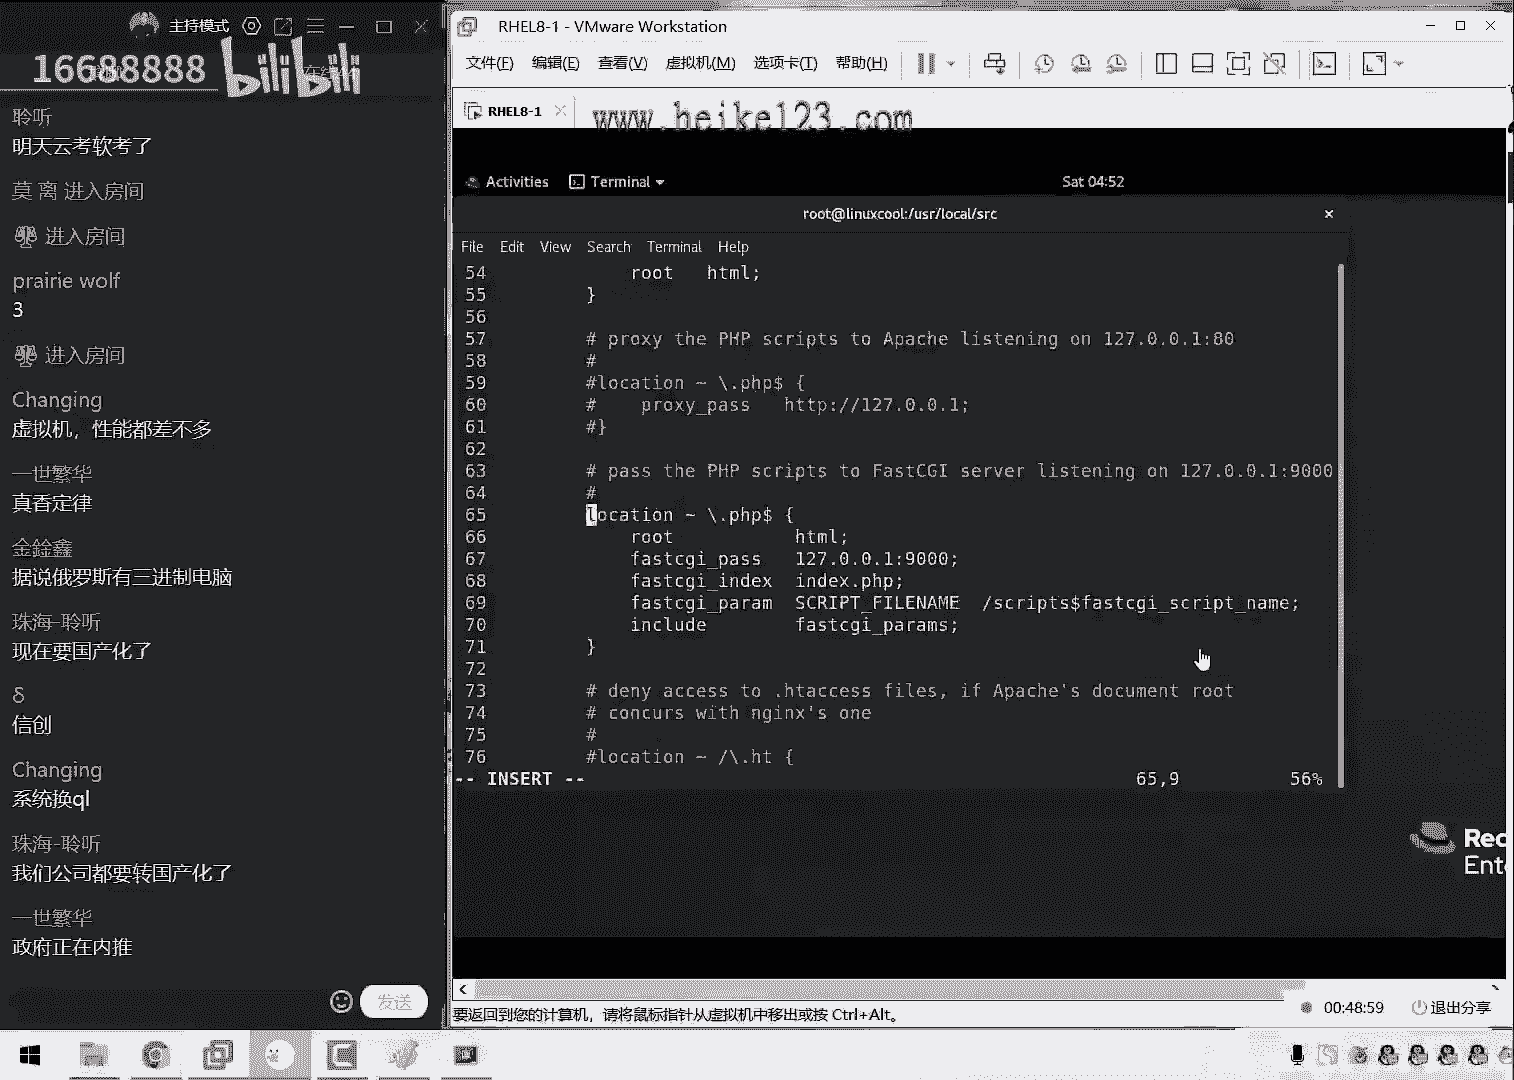 主持模式
16688888 bilibili
聆听
明天云考软考了
莫 离 进入房间
进入房间
prairie wolf
3
进入房间
Changing
虚拟机，性能都差不多
一世繁华
真香定律
金錀鑫
据说俄罗斯有三进制电脑
珠海-聆听
现在要国产化了
δ
信创
Changing
系统换ql
珠海-聆听
我们公司都要转国产化了
一世繁华
政府正在内推
发送
RHEL8-1 - VMware Workstation
文件(F) 编辑(E) 查看(V) 虚拟机(M) 选项卡(T) 帮助(H)
RHEL8-1
www.heike123.com
Activities Terminal Sat 04:52
root@linuxcool:/usr/local/src
File Edit View Search Terminal Help
54 root html;
55 }
56
57 # proxy the PHP scripts to Apache listening on 127.0.0.1:80
58 #
59 #location ~ \.php$ {
60 # proxy_pass http://127.0.0.1;
61 #}
62
63 # pass the PHP scripts to FastCGI server listening on 127.0.0.1:9000
64 #
65 location ~ \.php$ {
66 root html;
67 fastcgi_pass 127.0.0.1:9000;
68 fastcgi_index index.php;
69 fastcgi_param SCRIPT_FILENAME /scripts$fastcgi_script_name;
70 include fastcgi_params;
71 }
72
73 # deny access to .htaccess files, if Apache's document root
74 # concurs with nginx's one
75 #
76 #location ~ /\.ht {
-- INSERT -- 65,9 56%
Red
Ente
要返回到您的计算机，请将鼠标指针从虚拟机中移出或按 Ctrl+Alt。
00:48:59 退出分享